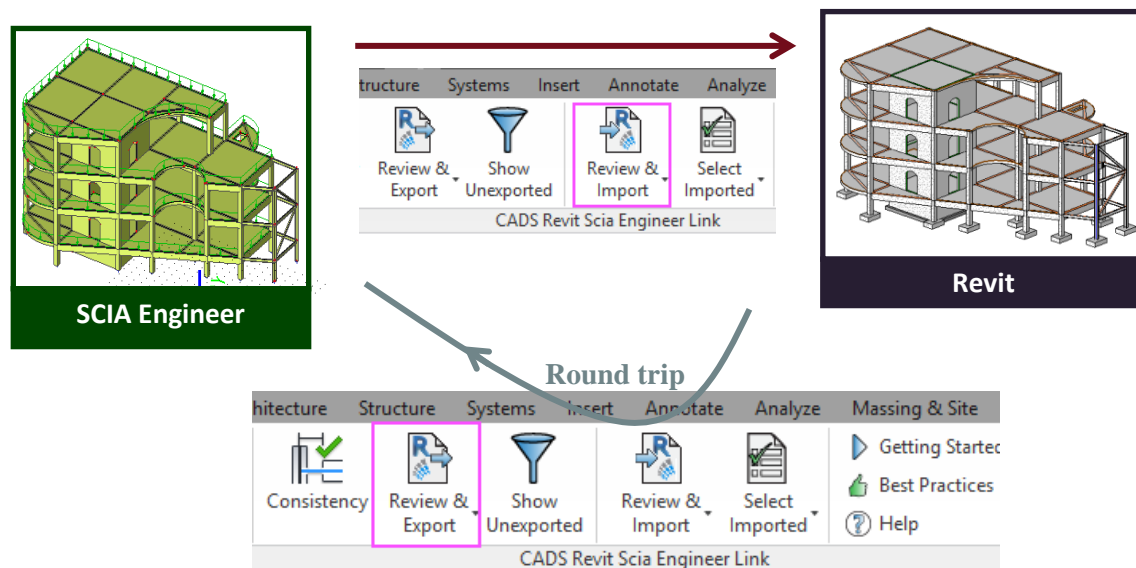 tructure Systems Insert Annotate Analyze
Review & Export
Show Unexported
Review & Import
Select Imported
CADS Revit Scia Engineer Link
SCIA Engineer
Revit
Round trip
hitecture Structure Systems Insert Annotate Analyze Massing & Site
Consistency
Review & Export
Show Unexported
Review & Import
Select Imported
Getting Starte
Best Practices
Help
CADS Revit Scia Engineer Link